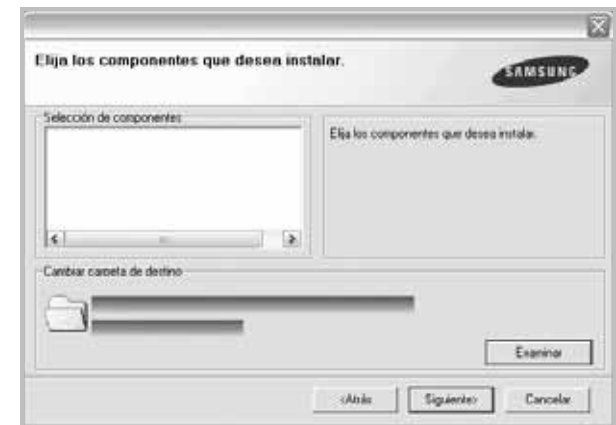 Elija los componentes que desea instalar.
SAMSUNG
Selección de componentes
Elija los componentes que desea instalar.
Cambiar carpeta de destino
Examinar
<Atrás
Siguiente>
Cancelar